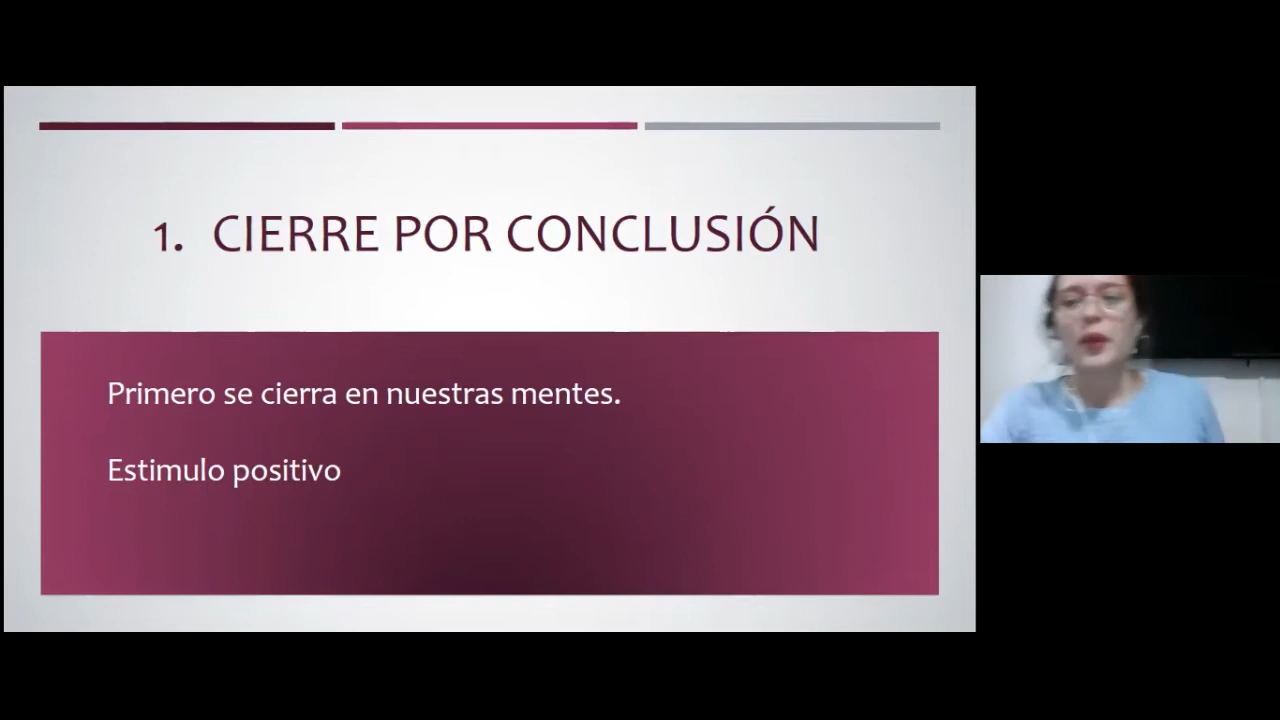 1. CIERRE POR CONCLUSIÓN
Primero se cierra en nuestras mentes.
Estimulo positivo